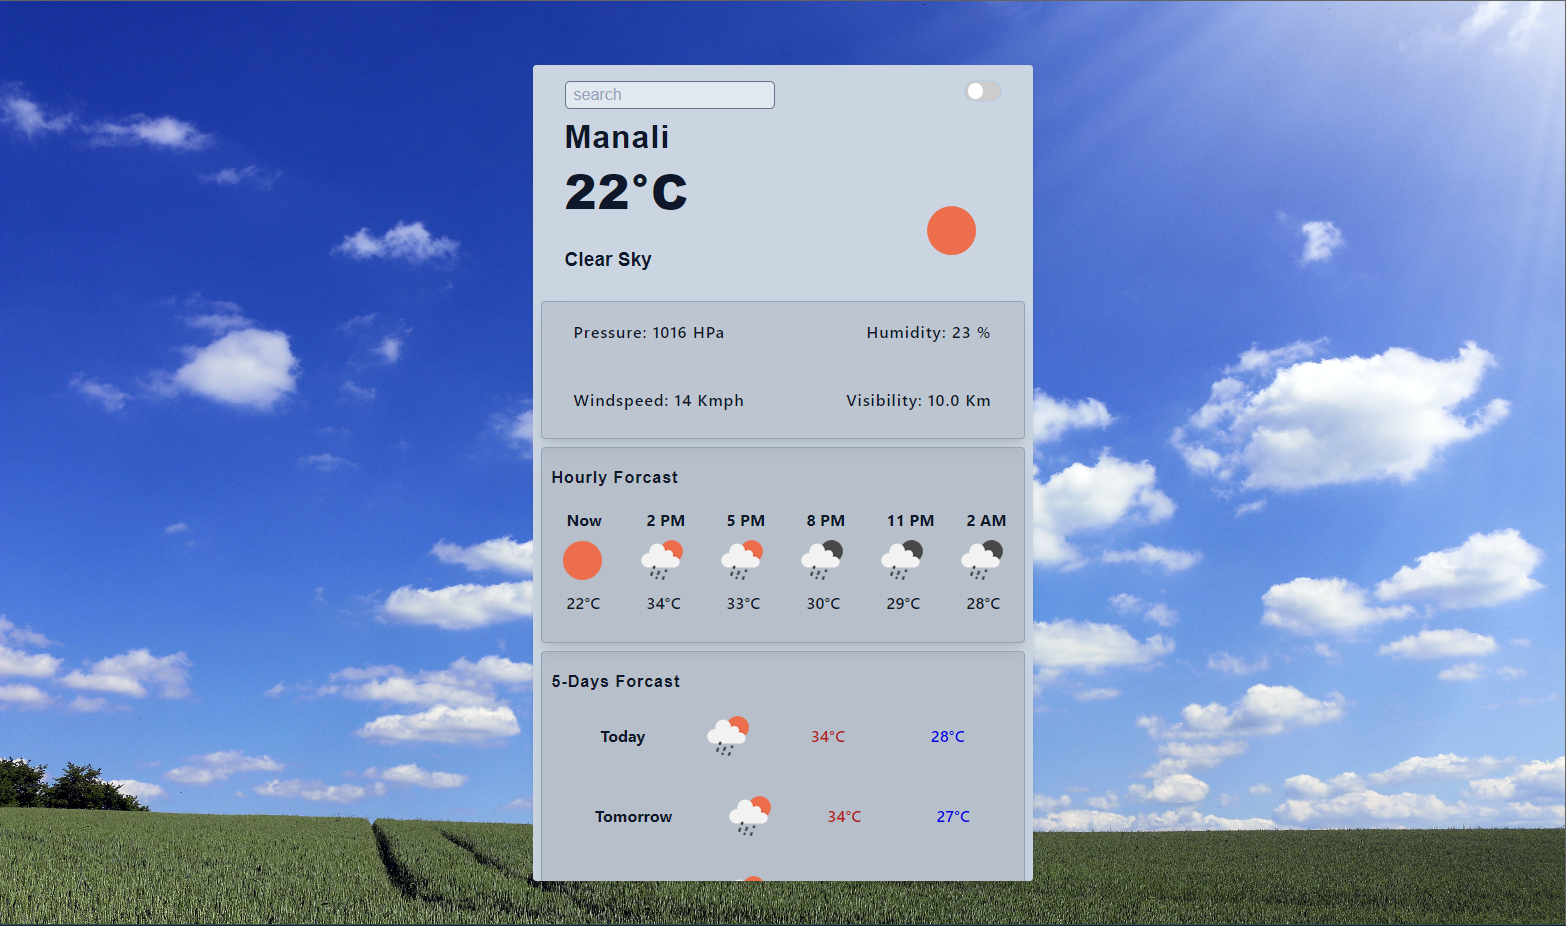 search
Manali
22°C
Clear Sky
Pressure: 1016 HPa Humidity: 23 %
Windspeed: 14 Kmph Visibility: 10.0 Km
Hourly Forcast
Now 2 PM 5 PM 8 PM 11 PM 2 AM
22°C 34°C 33°C 30°C 29°C 28°C
5-Days Forcast
Today 34°C 28°C
Tomorrow 34°C 27°C